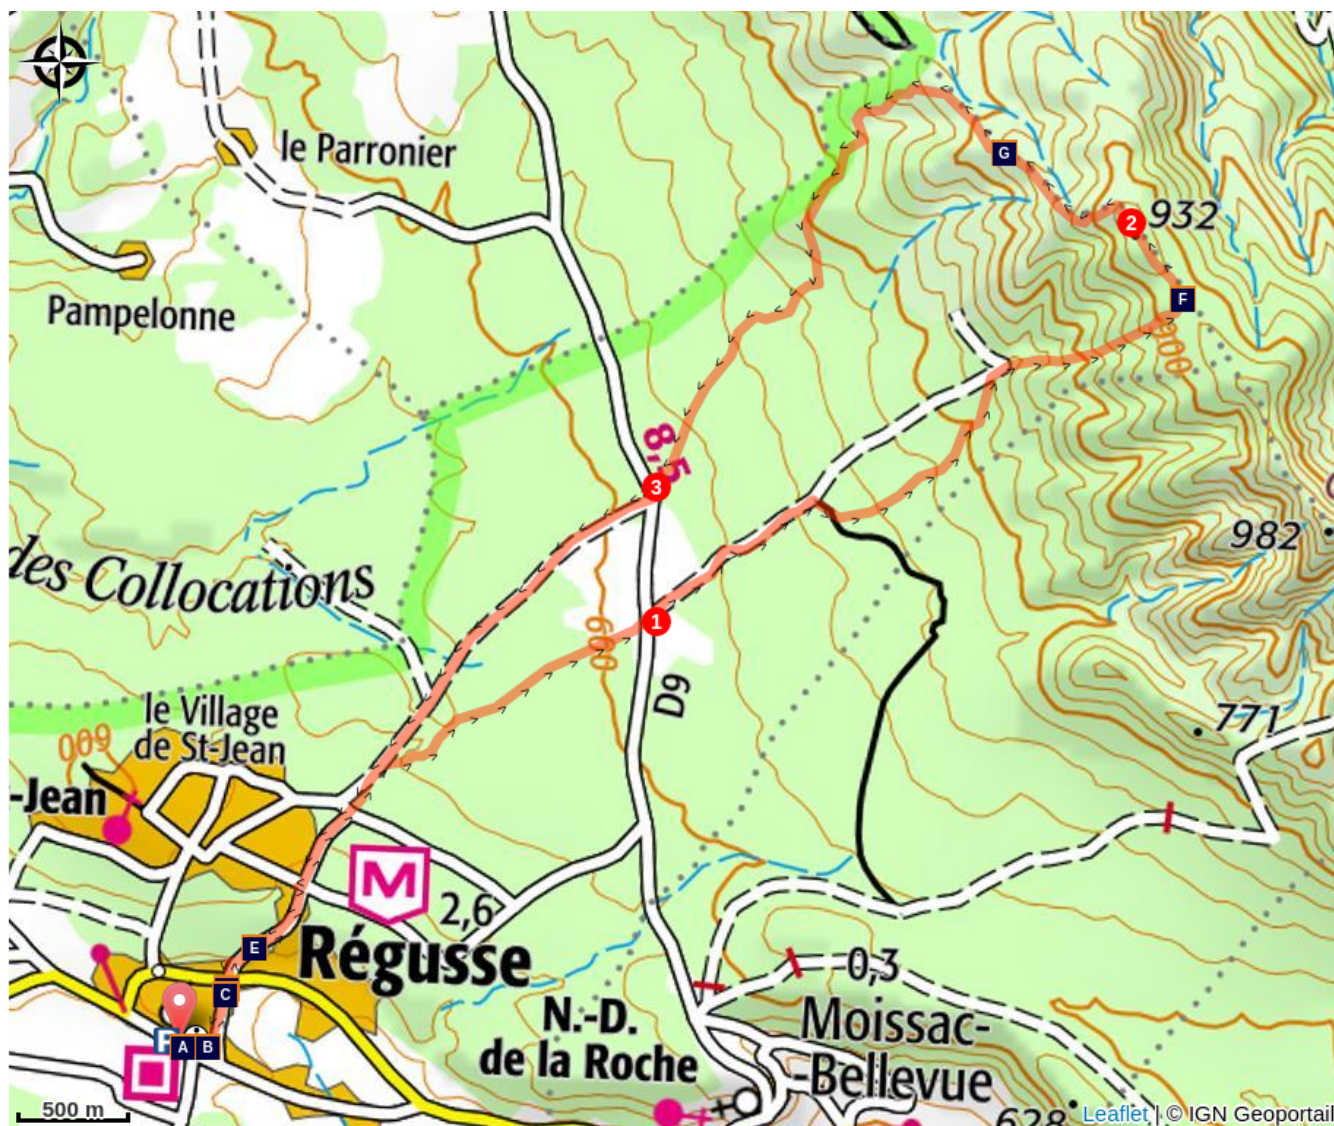 le Parronier
G
2
932
Pampelonne
F
900
8,5
3
982
des Collocations
1
600
D9
771
le Village
de St-Jean
600
-Jean
M
2,6
E
Régusse
0,3
C
N.-D.
de la Roche
Moissac-
-Bellevue
P
A
B
500 m
628
Leaflet | © IGN Geoportail